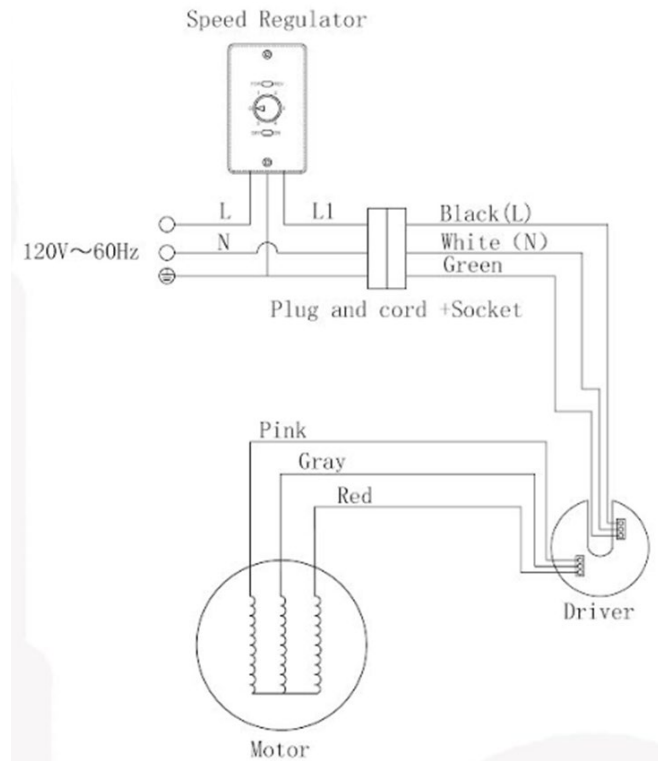 Speed Regulator
L
L1
Black(L)
120V～60Hz
N
White (N)
Green
Plug and cord +Socket
Pink
Gray
Red
Driver
Motor